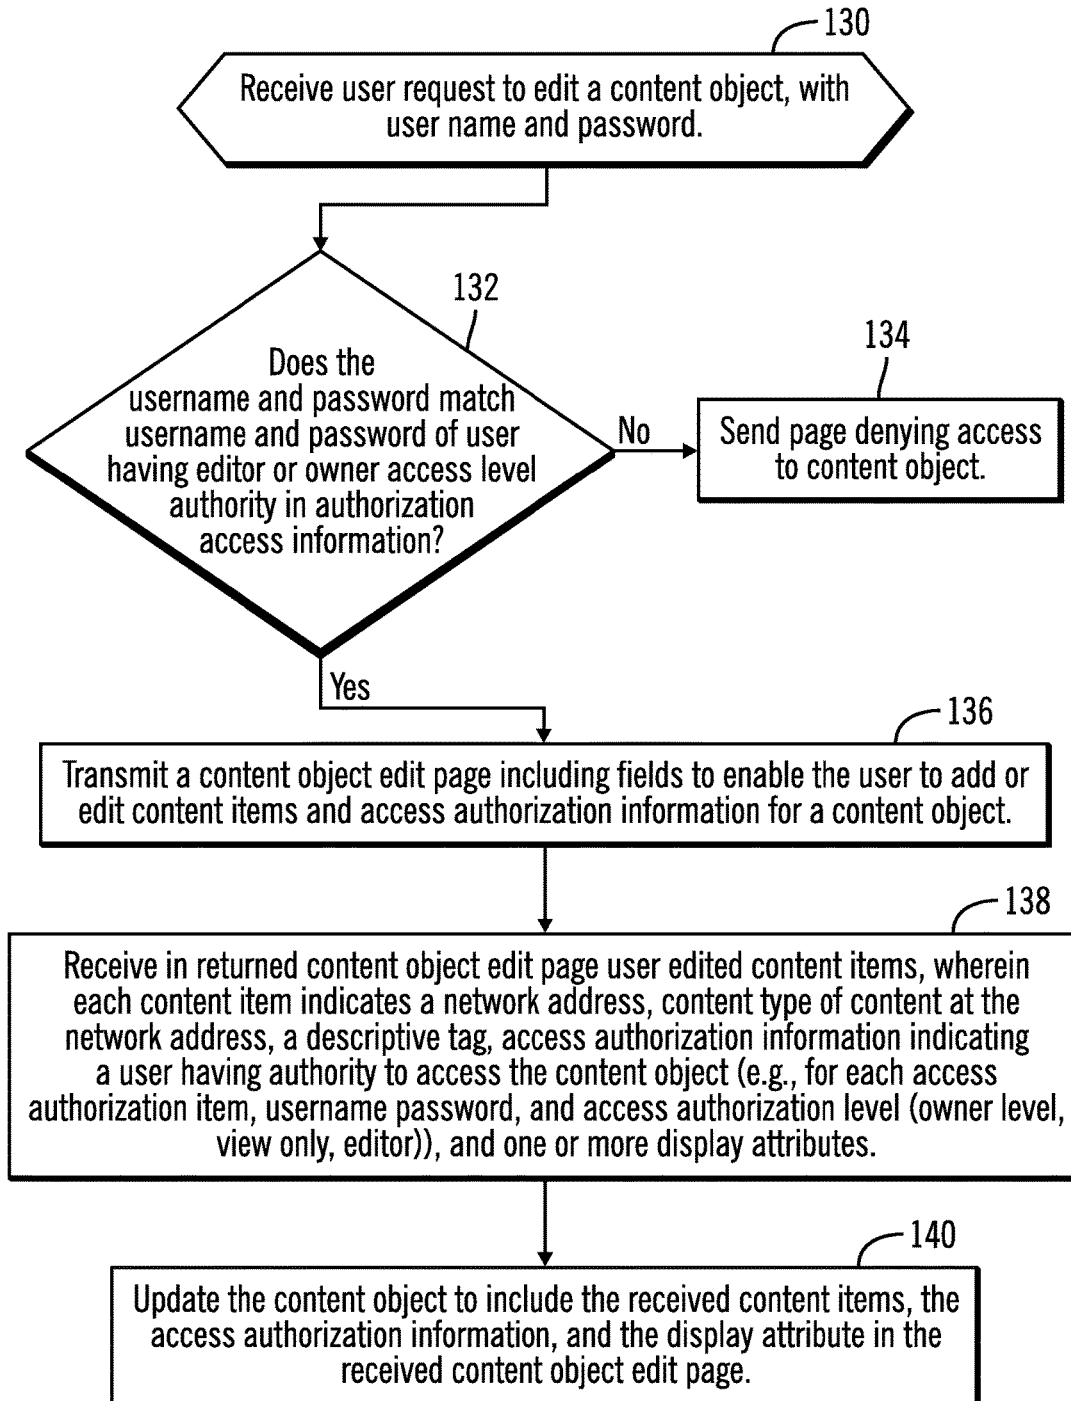 130
Receive user request to edit a content object, with
user name and password.
132
Does the
username and password match
username and password of user
having editor or owner access level
authority in authorization
access information?
No
134
Send page denying access
to content object.
Yes
136
Transmit a content object edit page including fields to enable the user to add or
edit content items and access authorization information for a content object.
138
Receive in returned content object edit page user edited content items, wherein
each content item indicates a network address, content type of content at the
network address, a descriptive tag, access authorization information indicating
a user having authority to access the content object (e.g., for each access
authorization item, username password, and access authorization level (owner level,
view only, editor)), and one or more display attributes.
140
Update the content object to include the received content items, the
access authorization information, and the display attribute in the
received content object edit page.